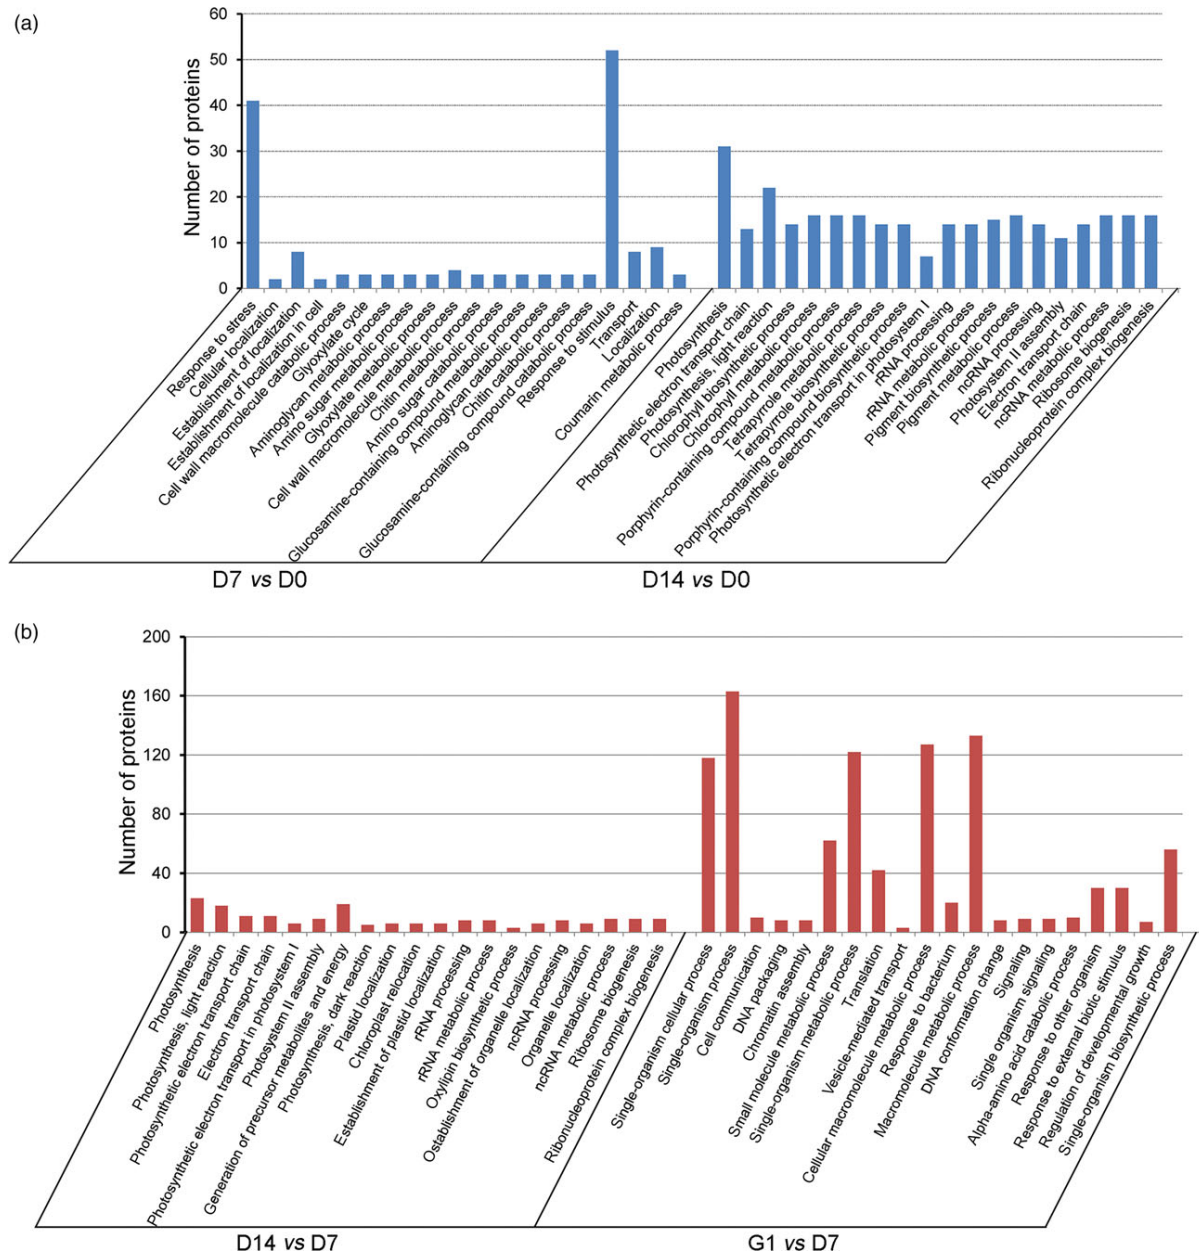 (a)
Number of proteins
60
50
40
30
20
10
0
Response to stress
Cellular localization
Establishment of localization
Establishment of localization in cell
Cell wall macromolecule catabolic process
Glyoxylate cycle
Aminoglycan metabolic process
Amino sugar metabolic process
Glyoxylate metabolic process
Cell wall macromolecule metabolic process
Chitin metabolic process
Amino sugar catabolic process
Glucosamine-containing compound metabolic process
Aminoglycan catabolic process
Chitin catabolic process
Glucosamine-containing compound catabolic process
Response to stimulus
Transport
Localization
Coumarin metabolic process
Photosynthesis
Photosynthetic electron transport chain
Photosynthesis, light reaction
Chlorophyll biosynthetic process
Chlorophyll metabolic process
Porphyrin-containing compound metabolic process
Tetrapyrrole metabolic process
Tetrapyrrole biosynthetic process
Porphyrin-containing compound biosynthetic process
Photosynthetic electron transport in photosystem I
rRNA processing
rRNA metabolic process
Pigment biosynthetic process
Pigment metabolic process
ncRNA processing
Photosystem II assembly
Electron transport chain
ncRNA metabolic process
Ribosome biogenesis
Ribonucleoprotein complex biogenesis
D7 vs D0
D14 vs D0
(b)
Number of proteins
200
160
120
80
40
0
Photosynthesis
Photosynthesis, light reaction
Photosynthetic electron transport chain
Electron transport chain
Photosynthetic electron transport in photosystem I
Photosystem II assembly
Generation of precursor metabolites and energy
Photosynthesis, dark reaction
Plastid localization
Chloroplast relocation
Establishment of plastid localization
rRNA processing
rRNA metabolic process
Oxylipin biosynthetic process
Ostablishment of organelle localization
ncRNA processing
Organelle localization
ncRNA metabolic process
Ribosome biogenesis
Ribonucleoprotein complex biogenesis
Single-organism cellular process
Single-organism process
Cell communication
DNA packaging
Chromatin assembly
Small molecule metabolic process
Single-organism metabolic process
Translation
Vesicle-mediated transport
Cellular macromolecule metabolic process
Response to bacterium
Macromolecule metabolic process
DNA conformation change
Signaling
Single organism signaling
Alpha-amino acid catabolic process
Response to other organism
Response to external biotic stimulus
Regulation of developmental growth
Single-organism biosynthetic process
D14 vs D7
G1 vs D7